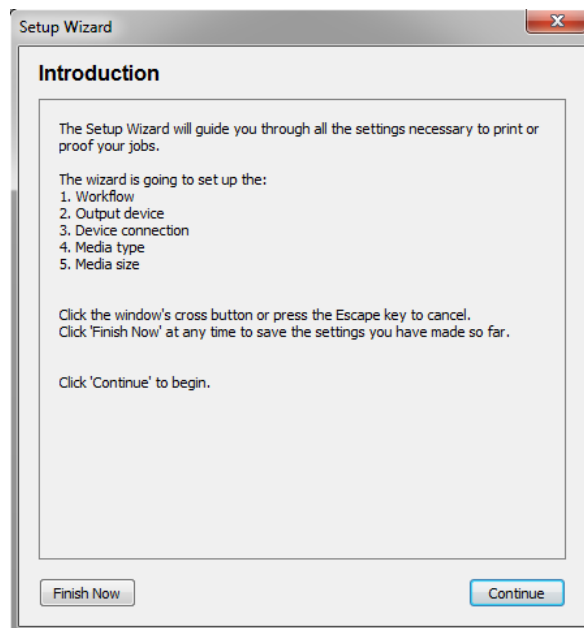 Setup Wizard
Introduction
The Setup Wizard will guide you through all the settings necessary to print or
proof your jobs.
The wizard is going to set up the:
1. Workflow
2. Output device
3. Device connection
4. Media type
5. Media size
Click the window's cross button or press the Escape key to cancel.
Click 'Finish Now' at any time to save the settings you have made so far.
Click 'Continue' to begin.
Finish Now
Continue